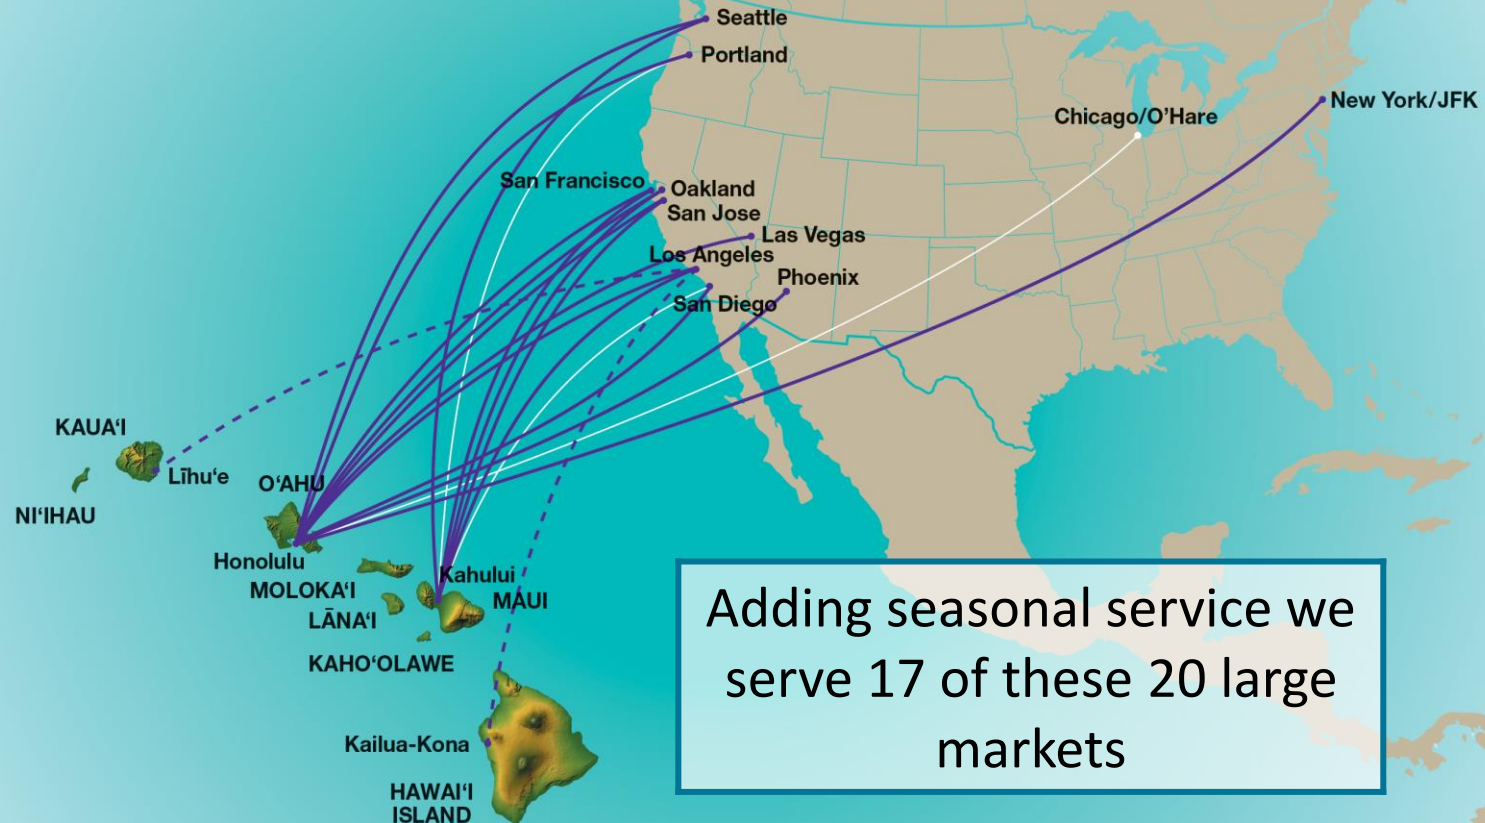 Seattle
Portland
New York/JFK
Chicago/O’Hare
San Francisco
Oakland
San Jose
Las Vegas
Los Angeles
Phoenix
San Diego
KAUA‘I
Līhu‘e
O‘AHU
NI‘IHAU
Honolulu
Kahului
MOLOKA‘I
MAUI
LĀNA‘I
KAHO‘OLAWE
Kailua-Kona
HAWAI‘I
ISLAND
Adding seasonal service we
serve 17 of these 20 large
markets